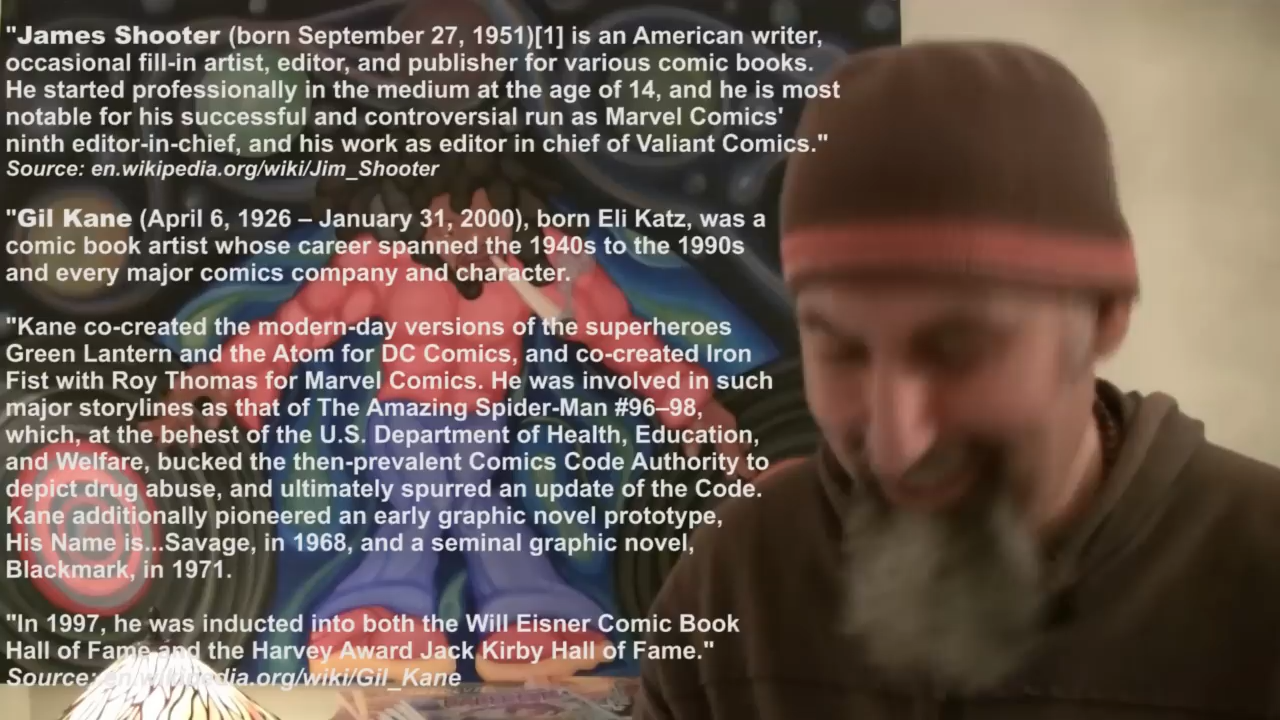 "James Shooter (born September 27, 1951)[1] is an American writer,
occasional fill-in artist, editor, and publisher for various comic books.
He started professionally in the medium at the age of 14, and he is most
notable for his successful and controversial run as Marvel Comics'
ninth editor-in-chief, and his work as editor in chief of Valiant Comics."
Source: en.wikipedia.org/wiki/Jim_Shooter
"Gil Kane (April 6, 1926 – January 31, 2000), born Eli Katz, was a
comic book artist whose career spanned the 1940s to the 1990s
and every major comics company and character.
"Kane co-created the modern-day versions of the superheroes
Green Lantern and the Atom for DC Comics, and co-created Iron
Fist with Roy Thomas for Marvel Comics. He was involved in such
major storylines as that of The Amazing Spider-Man #96–98,
which, at the behest of the U.S. Department of Health, Education,
and Welfare, bucked the then-prevalent Comics Code Authority to
depict drug abuse, and ultimately spurred an update of the Code.
Kane additionally pioneered an early graphic novel prototype,
His Name is...Savage, in 1968, and a seminal graphic novel,
Blackmark, in 1971.
"In 1997, he was inducted into both the Will Eisner Comic Book
Hall of Fame and the Harvey Award Jack Kirby Hall of Fame."
Source: en.wikipedia.org/wiki/Gil_Kane